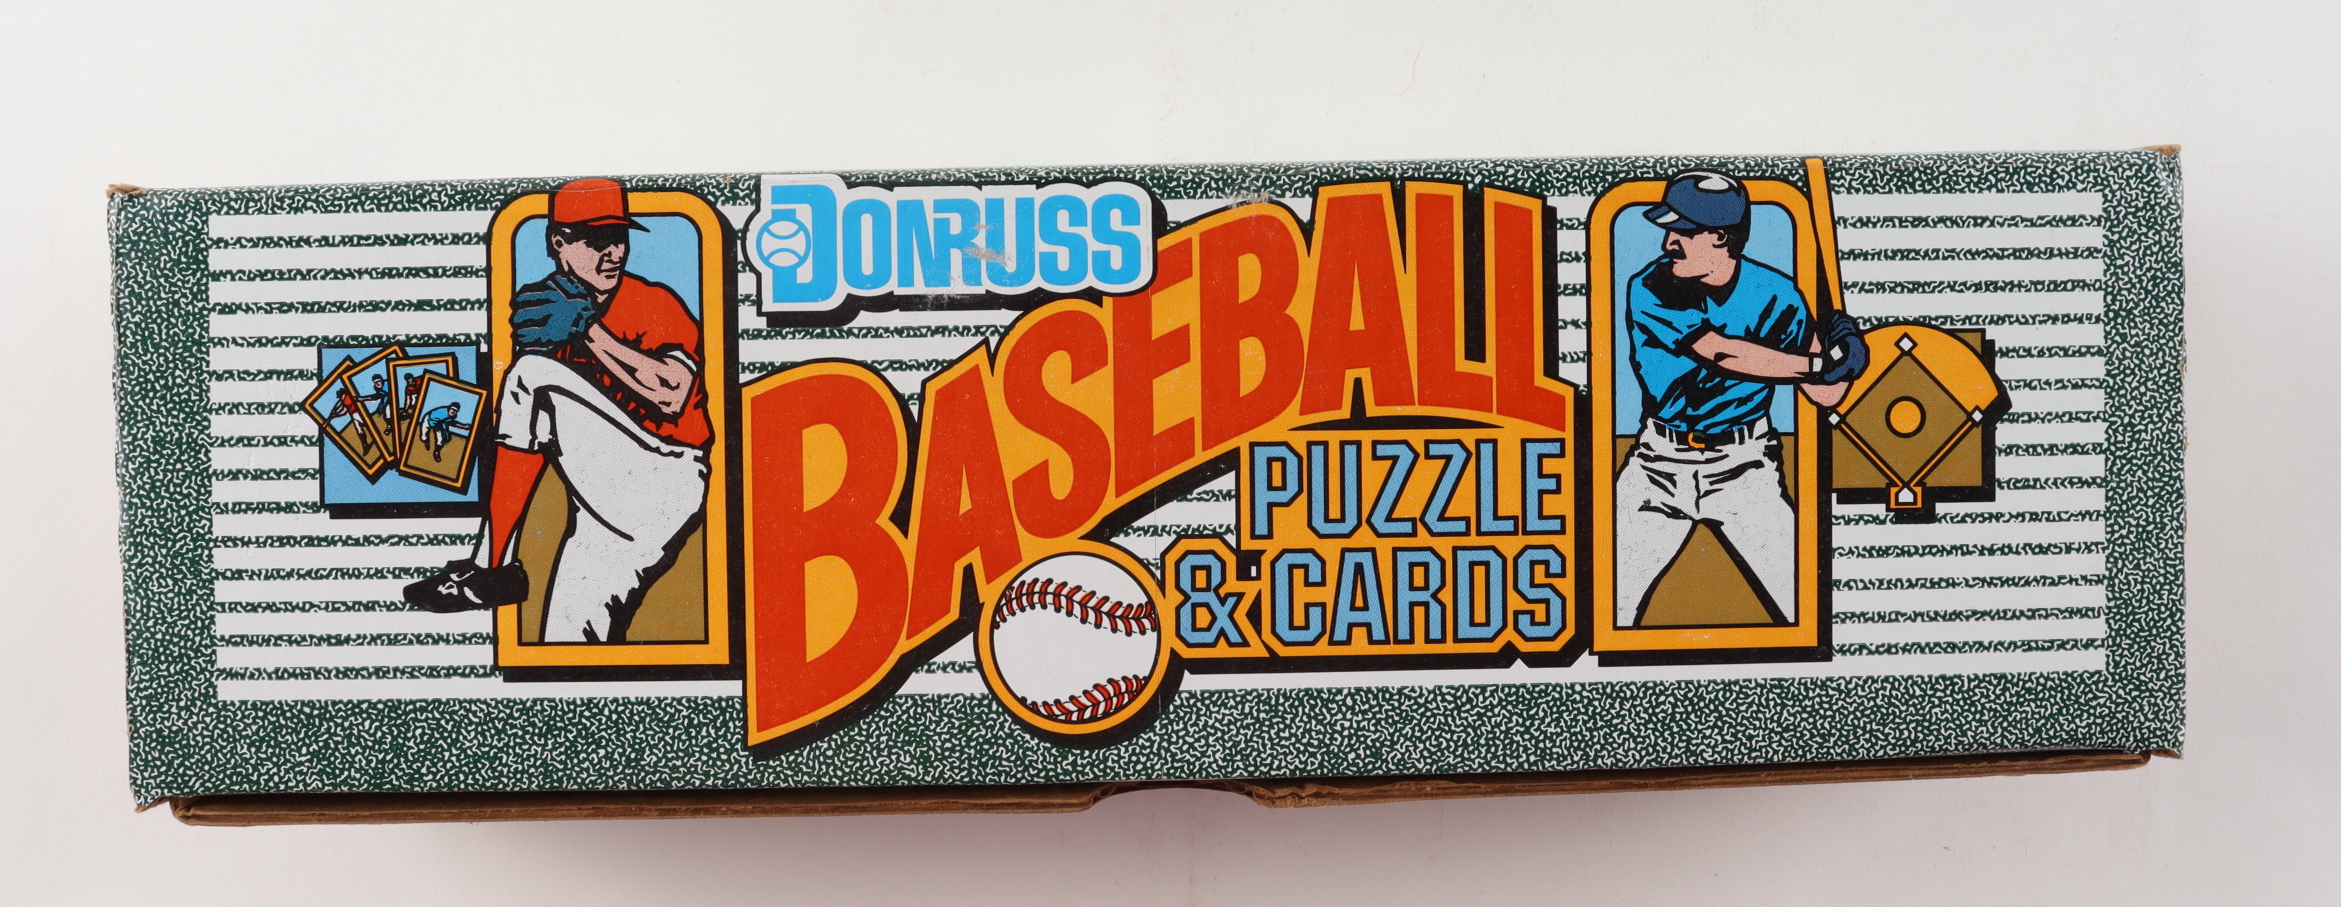 DONRUSS
BASEBALL
PUZZLE
& CARDS